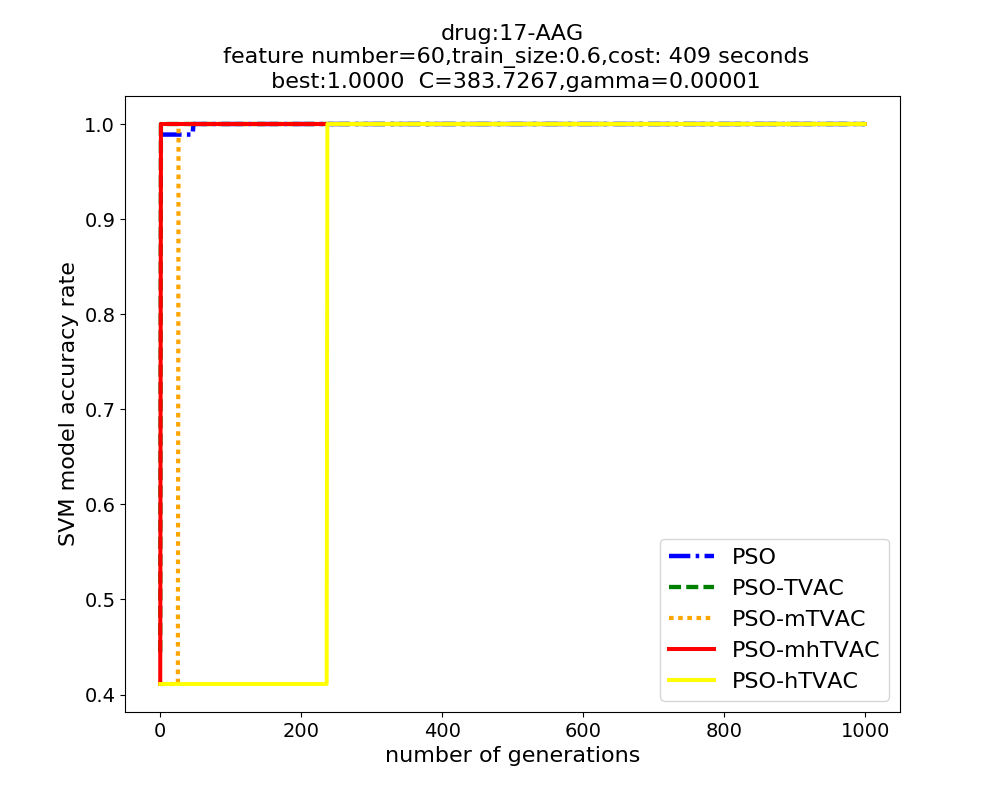 drug:17-AAG
feature number=60,train_size:0.6,cost: 409 seconds
best:1.0000  C=383.7267,gamma=0.00001
SVM model accuracy rate
1.0
0.9
0.8
0.7
0.6
0.5
0.4
PSO
PSO-TVAC
PSO-mTVAC
PSO-mhTVAC
PSO-hTVAC
0 200 400 600 800 1000
number of generations